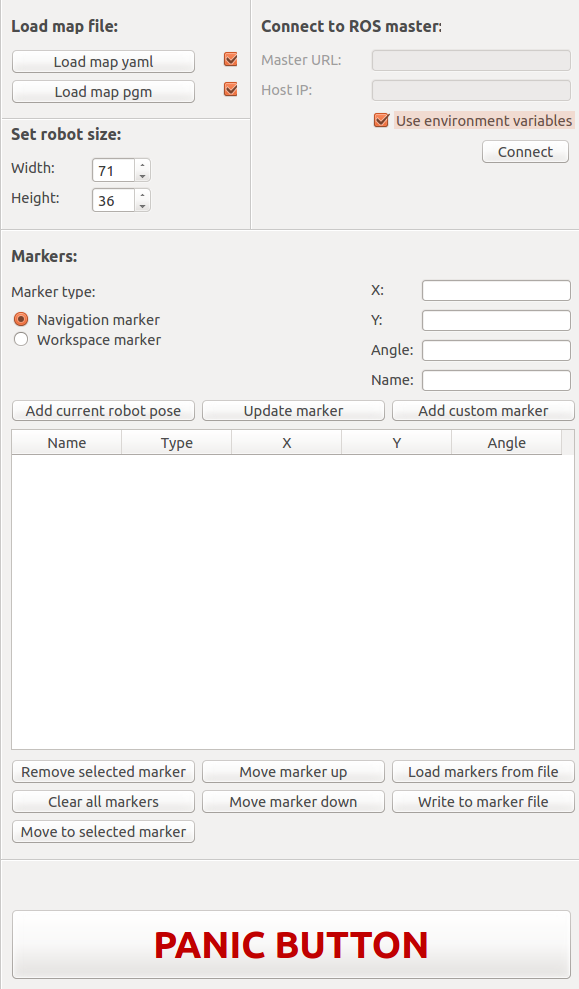 Load map file:
Load map yaml
Load map pgm
Set robot size:
Width: 71
Height: 36
Connect to ROS master:
Master URL:
Host IP:
Use environment variables
Connect
Markers:
Marker type:
Navigation marker
Workspace marker
X:
Y:
Angle:
Name:
Add current robot pose Update marker Add custom marker
Name Type X Y Angle
Remove selected marker Move marker up Load markers from file
Clear all markers Move marker down Write to marker file
Move to selected marker
PANIC BUTTON